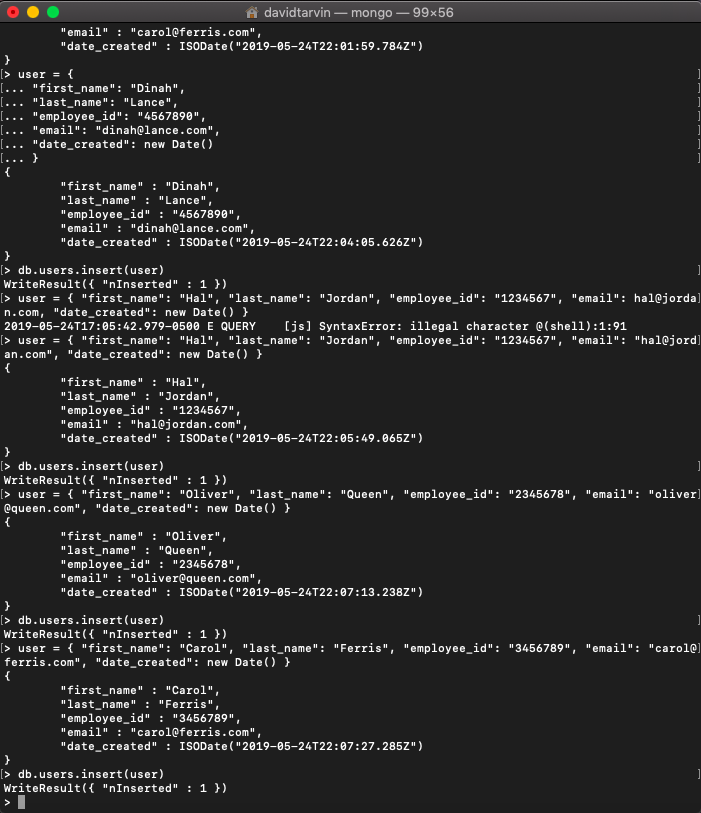 davidtarvin — mongo — 99×56
"email" : "carol@ferris.com",
"date_created" : ISODate("2019-05-24T22:01:59.784Z")
}
[> user = { ]
[... "first_name": "Dinah", ]
[... "last_name": "Lance", ]
[... "employee_id": "4567890", ]
[... "email": "dinah@lance.com", ]
[... "date_created": new Date() ]
[... } ]
{
"first_name" : "Dinah",
"last_name" : "Lance",
"employee_id" : "4567890",
"email" : "dinah@lance.com",
"date_created" : ISODate("2019-05-24T22:04:05.626Z")
}
[> db.users.insert(user) ]
WriteResult({ "nInserted" : 1 })
[> user = { "first_name": "Hal", "last_name": "Jordan", "employee_id": "1234567", "email": hal@jorda]
n.com, "date_created": new Date() }
2019-05-24T17:05:42.979-0500 E QUERY    [js] SyntaxError: illegal character @(shell):1:91
[> user = { "first_name": "Hal", "last_name": "Jordan", "employee_id": "1234567", "email": "hal@jord]
an.com", "date_created": new Date() }
{
"first_name" : "Hal",
"last_name" : "Jordan",
"employee_id" : "1234567",
"email" : "hal@jordan.com",
"date_created" : ISODate("2019-05-24T22:05:49.065Z")
}
[> db.users.insert(user) ]
WriteResult({ "nInserted" : 1 })
[> user = { "first_name": "Oliver", "last_name": "Queen", "employee_id": "2345678", "email": "oliver]
@queen.com", "date_created": new Date() }
{
"first_name" : "Oliver",
"last_name" : "Queen",
"employee_id" : "2345678",
"email" : "oliver@queen.com",
"date_created" : ISODate("2019-05-24T22:07:13.238Z")
}
[> db.users.insert(user) ]
WriteResult({ "nInserted" : 1 })
[> user = { "first_name": "Carol", "last_name": "Ferris", "employee_id": "3456789", "email": "carol@]
ferris.com", "date_created": new Date() }
{
"first_name" : "Carol",
"last_name" : "Ferris",
"employee_id" : "3456789",
"email" : "carol@ferris.com",
"date_created" : ISODate("2019-05-24T22:07:27.285Z")
}
[> db.users.insert(user) ]
WriteResult({ "nInserted" : 1 })
>